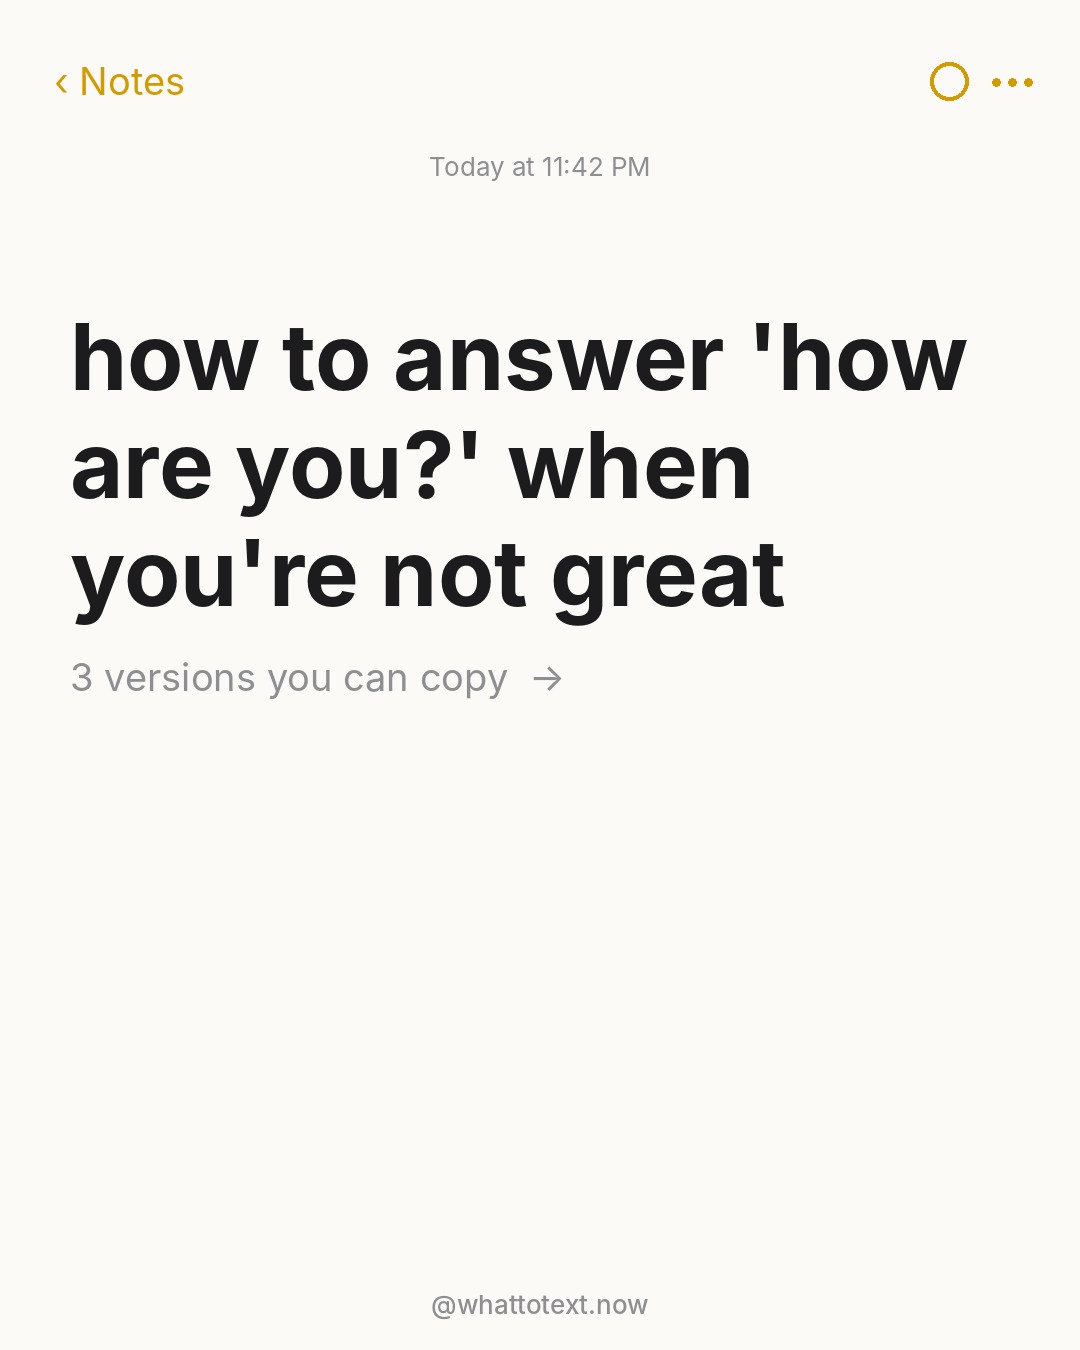 ‹ Notes
Today at 11:42 PM
how to answer 'how
are you?' when
you're not great
3 versions you can copy →
@whattotext.now